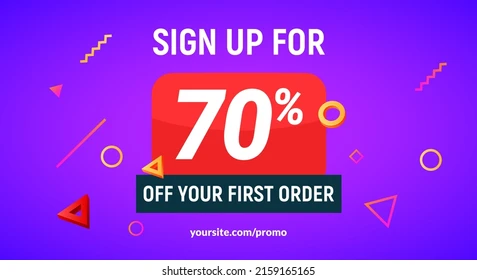 SIGN UP FOR
70%
OFF YOUR FIRST ORDER
yoursite.com/promo
shutterstock.com · 2159165165